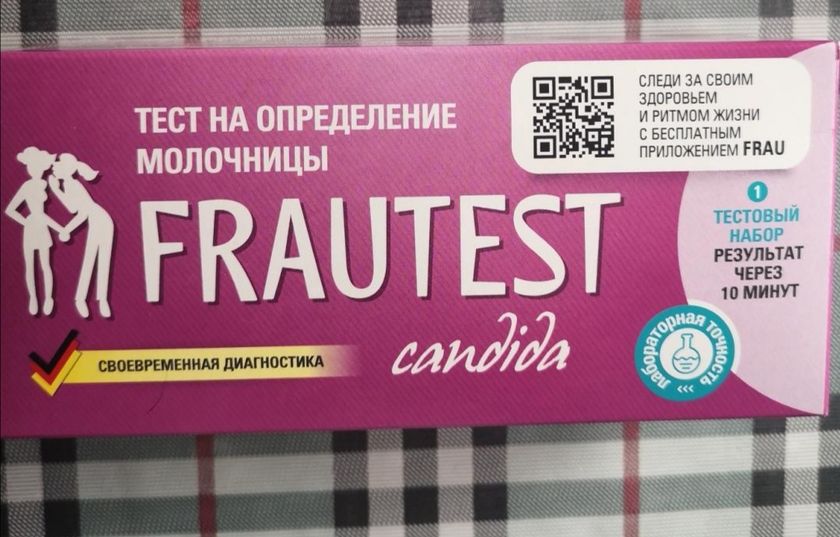 ТЕСТ НА ОПРЕДЕЛЕНИЕ
МОЛОЧНИЦЫ
FRAUTEST
candida
СВОЕВРЕМЕННАЯ ДИАГНОСТИКА
СЛЕДИ ЗА СВОИМ
ЗДОРОВЬЕМ
И РИТМОМ ЖИЗНИ
С БЕСПЛАТНЫМ
ПРИЛОЖЕНИЕМ FRAU
1
ТЕСТОВЫЙ
НАБОР
РЕЗУЛЬТАТ
ЧЕРЕЗ
10 МИНУТ
лабораторная точность
<<<